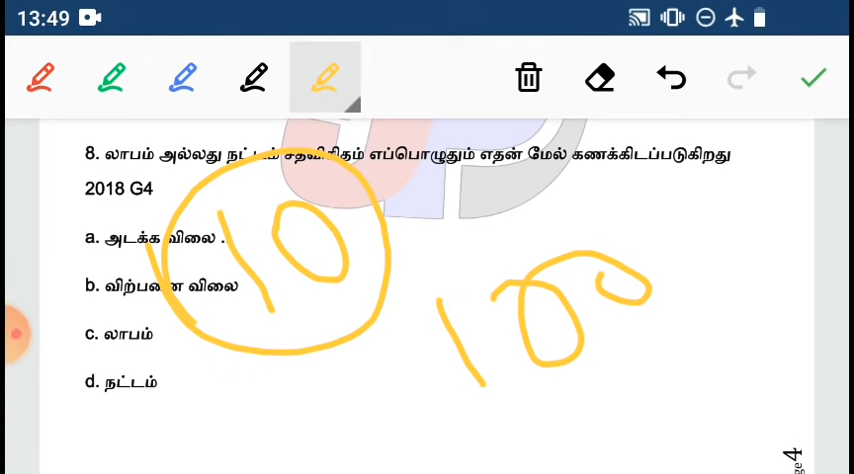 13:49
8. லாபம் அல்லது நட்டம் சதவிகிதம் எப்பொழுதும் எதன் மேல் கணக்கிடப்படுகிறது
2018 G4
a. அடக்க விலை .
b. விற்பனை விலை
c. லாபம்
d. நட்டம்
10
100
4